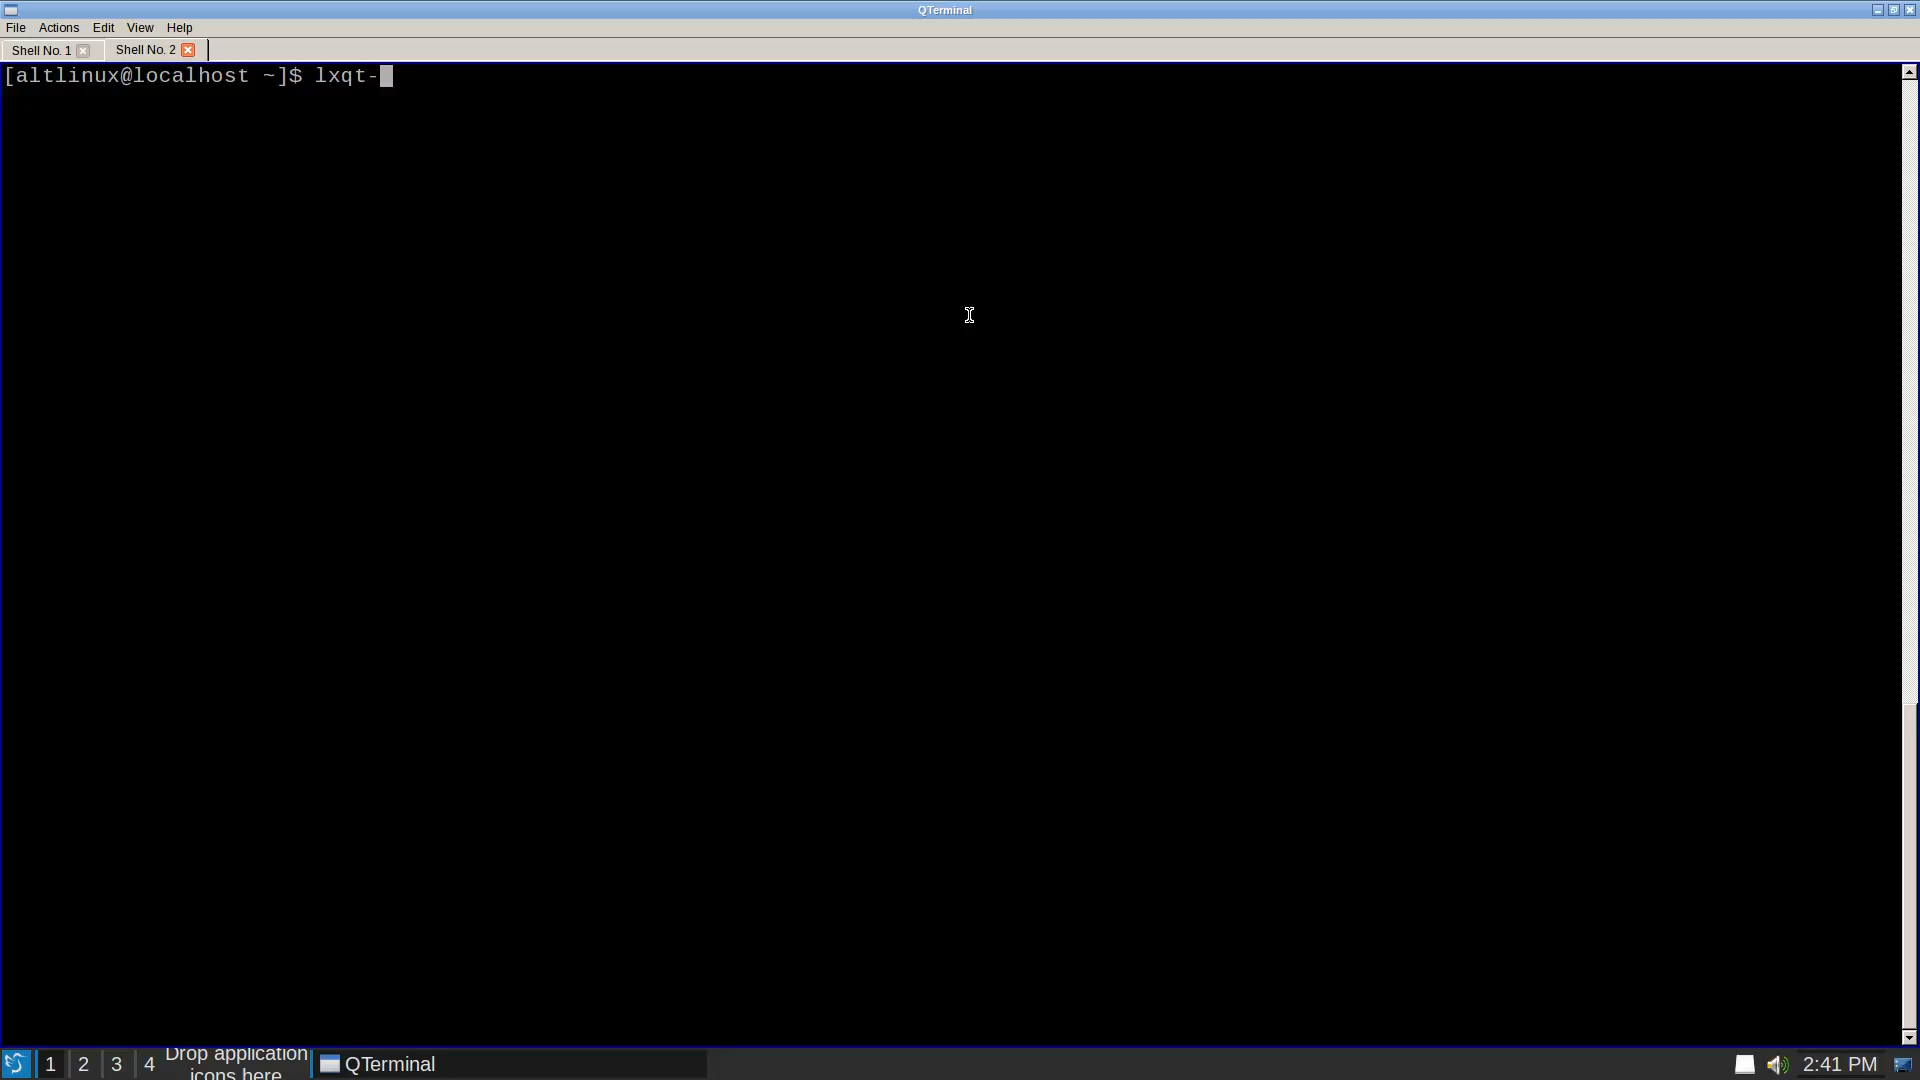 QTerminal
File Actions Edit View Help
Shell No. 1 Shell No. 2
[altlinux@localhost ~]$ lxqt-
1 2 3 4 Drop application icons here QTerminal 2:41 PM